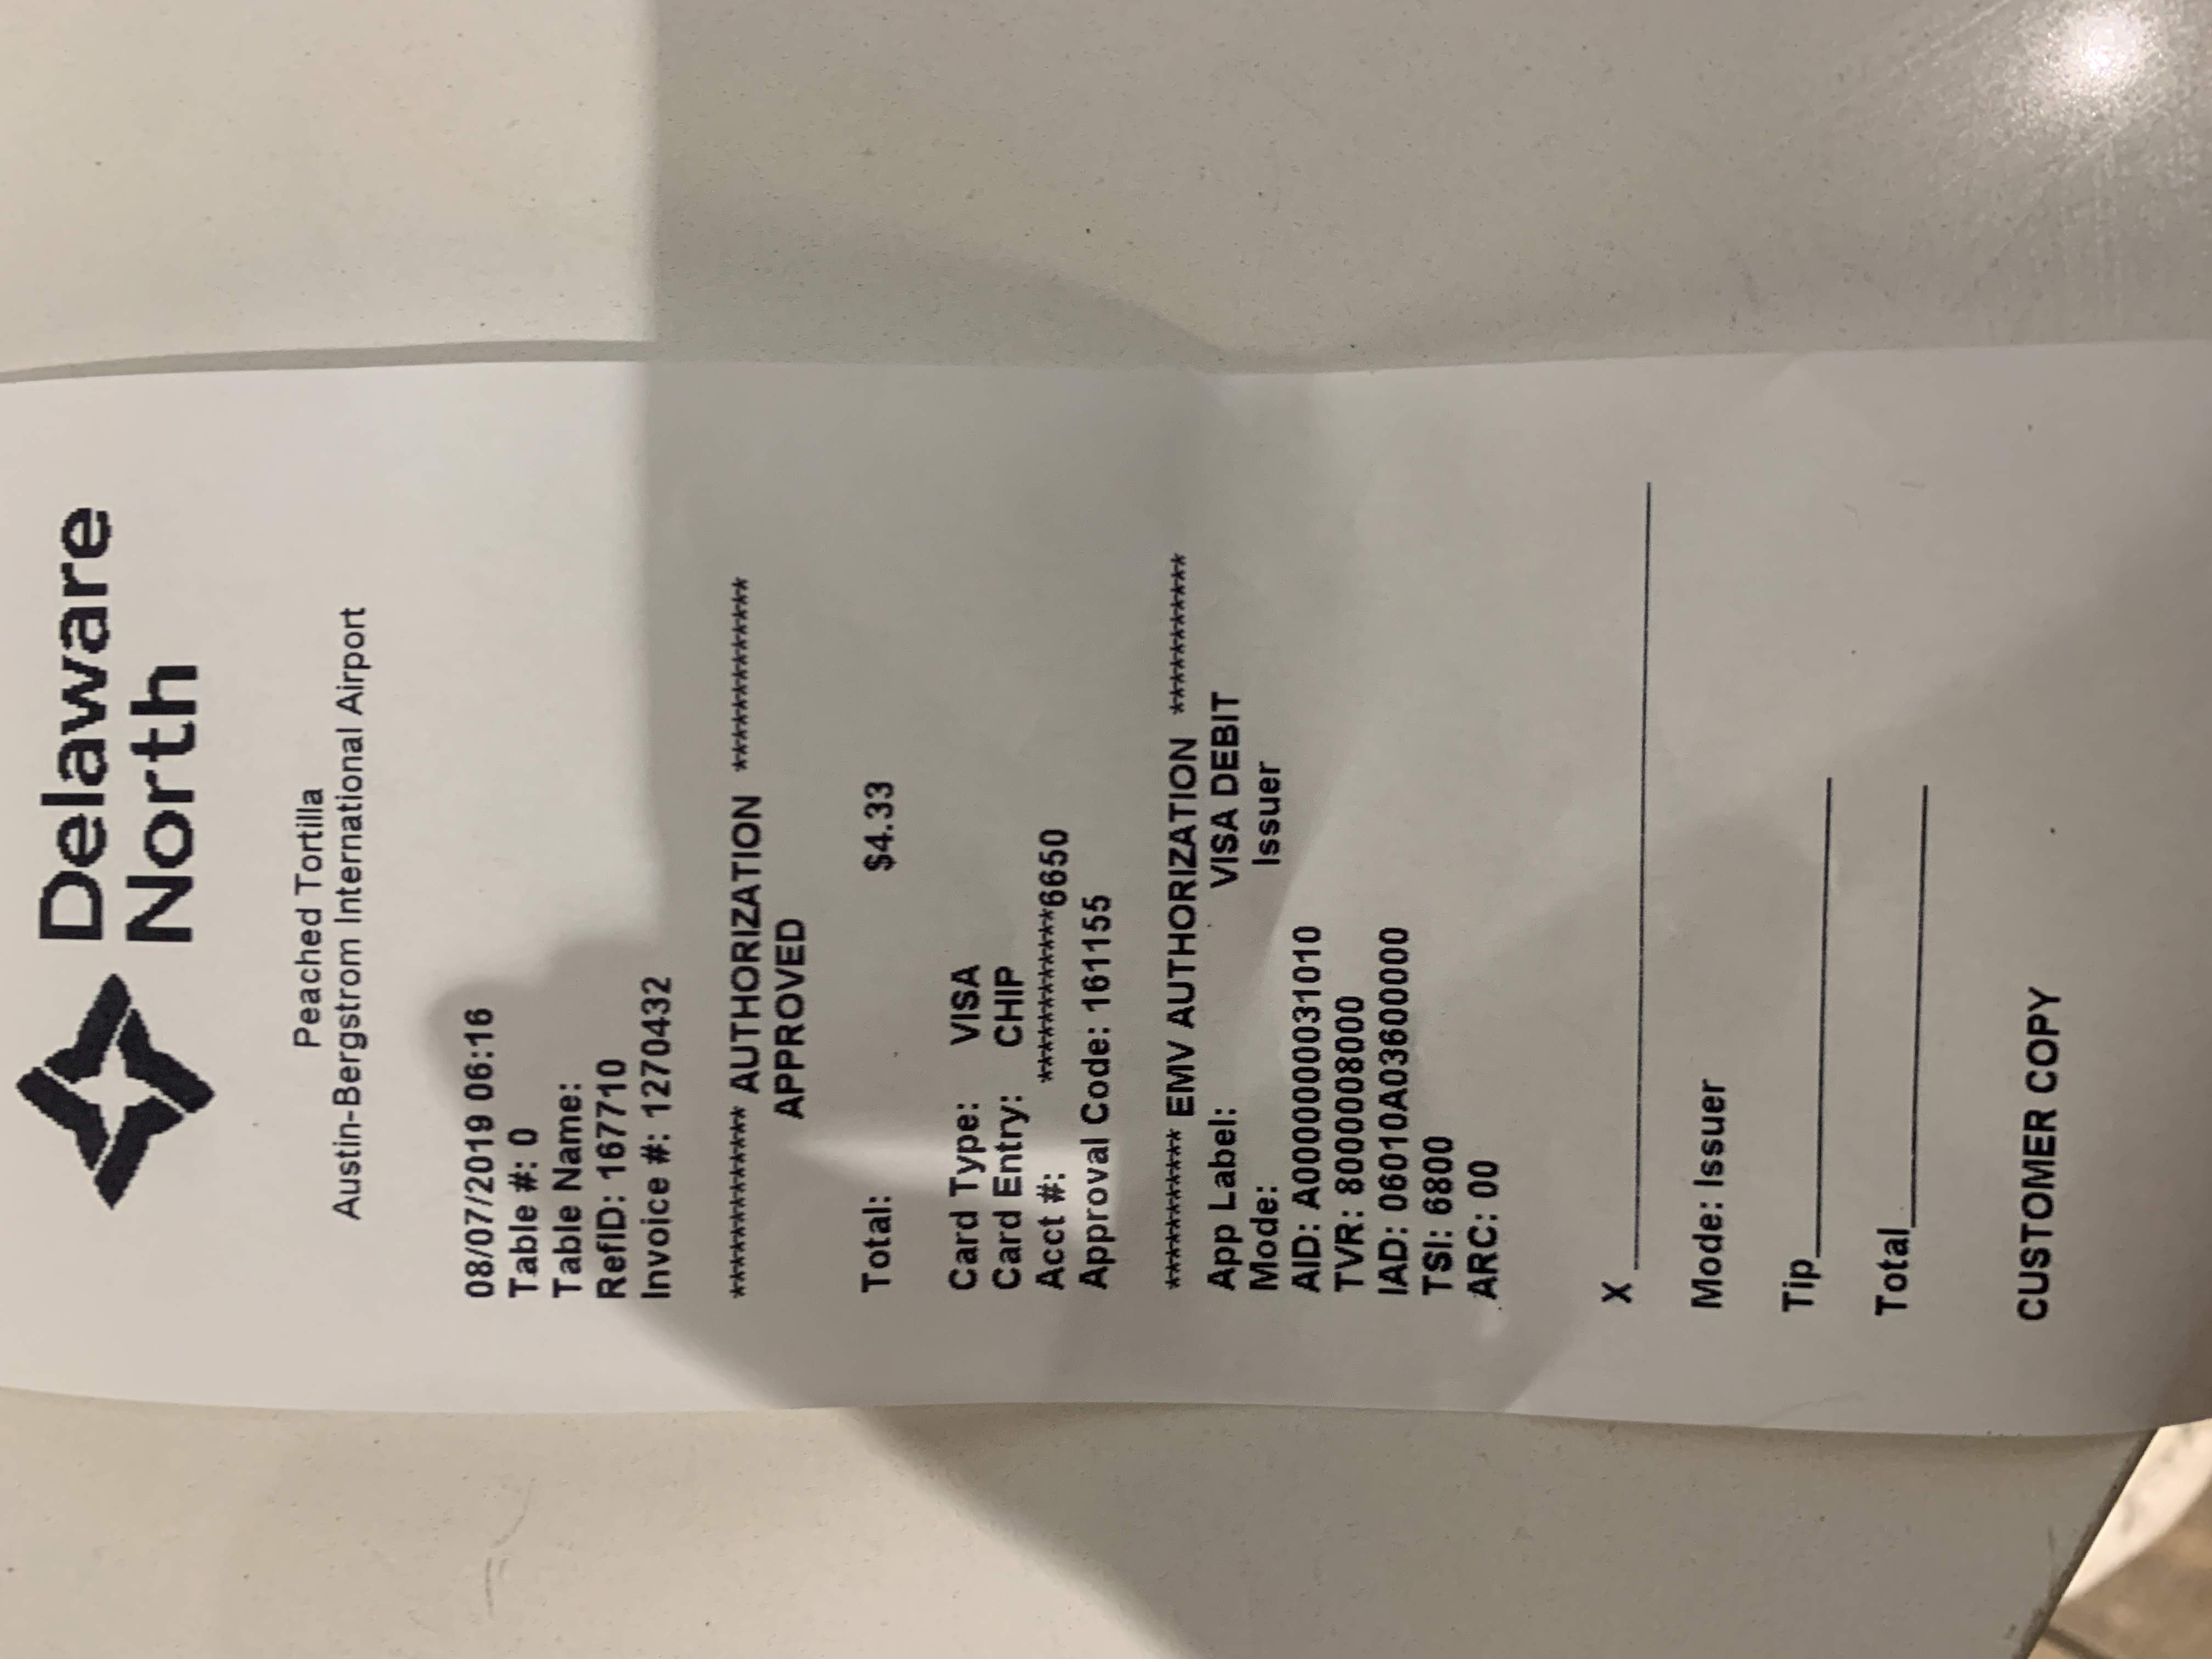 Delaware
North
Peached Tortilla
Austin-Bergstrom International Airport
08/07/2019 06:16
Table #: 0
Table Name:
RefID: 167710
Invoice #: 1270432
************* AUTHORIZATION *************
APPROVED
Total: $4.33
Card Type: VISA
Card Entry: CHIP
Acct #: ************6650
Approval Code: 161155
*********** EMV AUTHORIZATION ***********
App Label: VISA DEBIT
Mode: Issuer
AID: A0000000031010
TVR: 8000008000
IAD: 06010A03600000
TSI: 6800
ARC: 00
X
Mode: Issuer
Tip
Total
CUSTOMER COPY